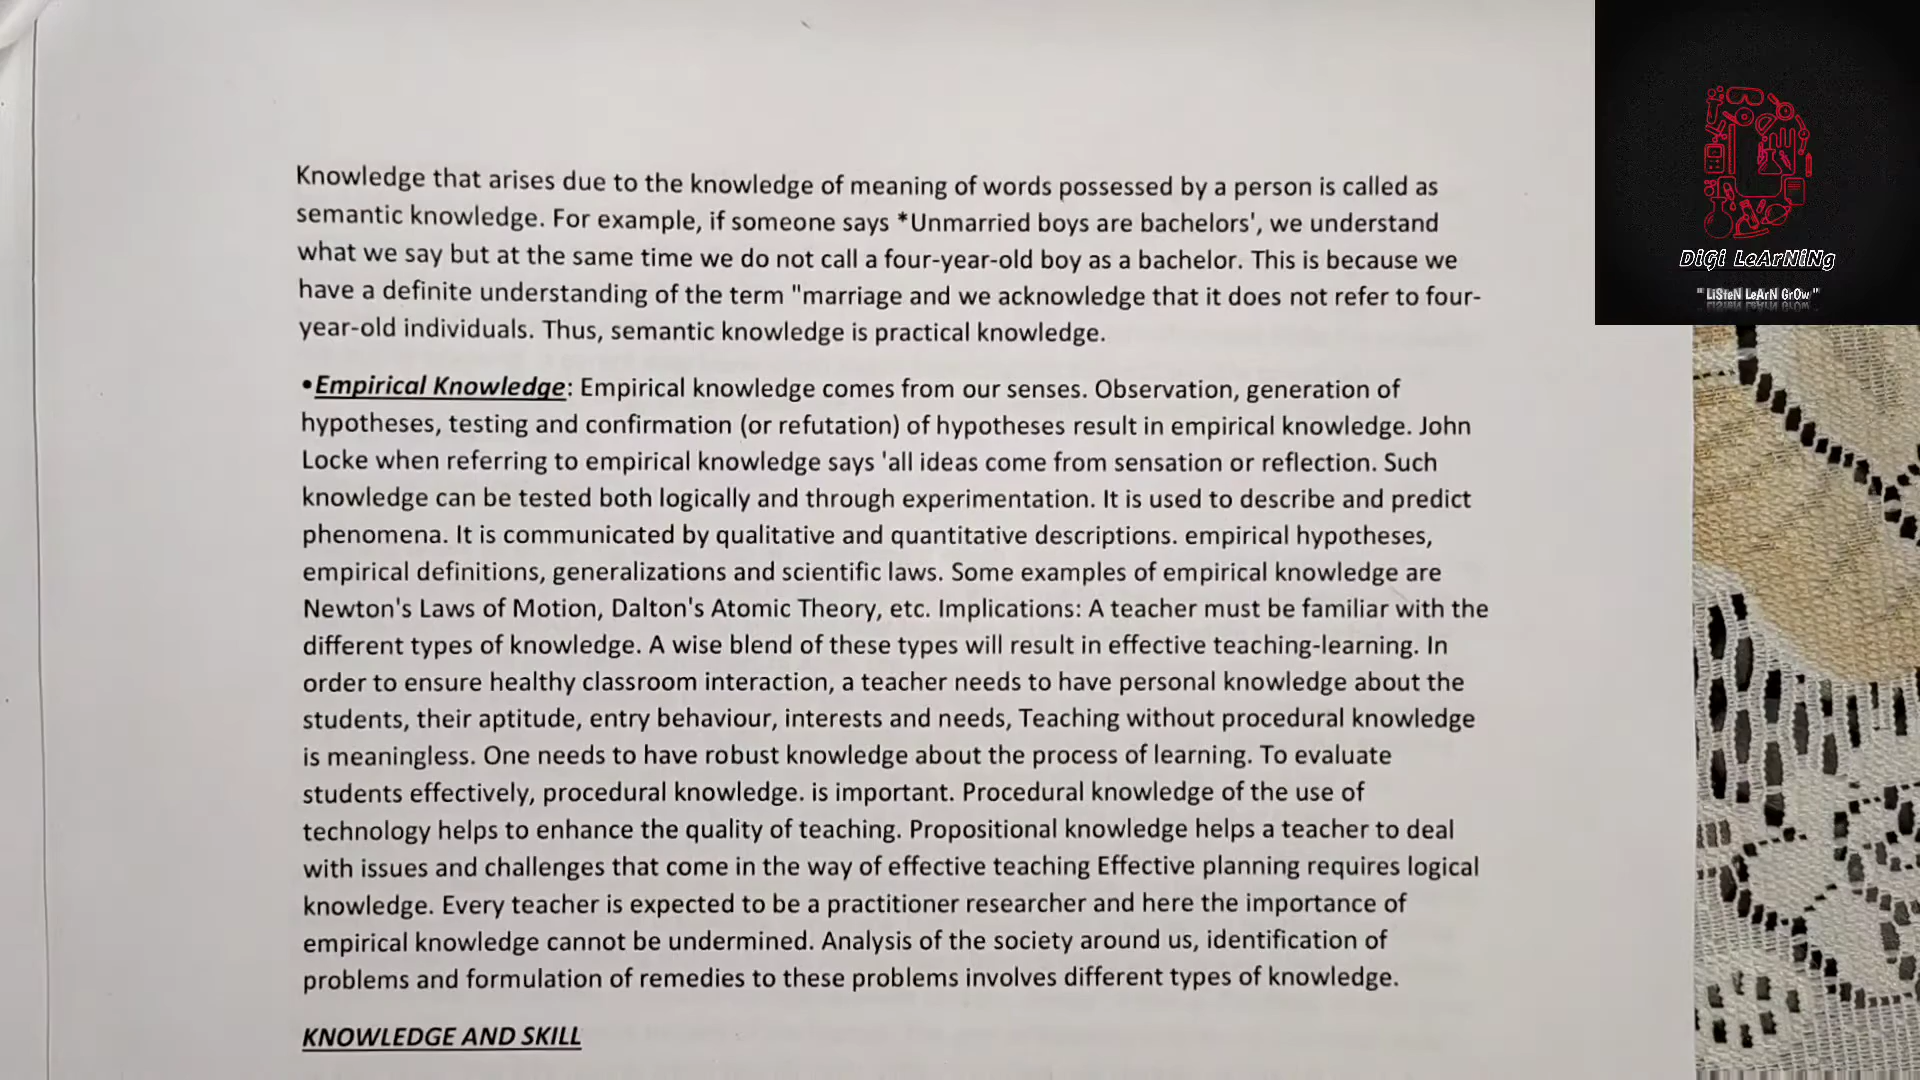 Knowledge that arises due to the knowledge of meaning of words possessed by a person is called as
semantic knowledge. For example, if someone says *Unmarried boys are bachelors', we understand
what we say but at the same time we do not call a four-year-old boy as a bachelor. This is because we
have a definite understanding of the term "marriage and we acknowledge that it does not refer to four-
year-old individuals. Thus, semantic knowledge is practical knowledge.
•Empirical Knowledge: Empirical knowledge comes from our senses. Observation, generation of
hypotheses, testing and confirmation (or refutation) of hypotheses result in empirical knowledge. John
Locke when referring to empirical knowledge says 'all ideas come from sensation or reflection. Such
knowledge can be tested both logically and through experimentation. It is used to describe and predict
phenomena. It is communicated by qualitative and quantitative descriptions. empirical hypotheses,
empirical definitions, generalizations and scientific laws. Some examples of empirical knowledge are
Newton's Laws of Motion, Dalton's Atomic Theory, etc. Implications: A teacher must be familiar with the
different types of knowledge. A wise blend of these types will result in effective teaching-learning. In
order to ensure healthy classroom interaction, a teacher needs to have personal knowledge about the
students, their aptitude, entry behaviour, interests and needs, Teaching without procedural knowledge
is meaningless. One needs to have robust knowledge about the process of learning. To evaluate
students effectively, procedural knowledge. is important. Procedural knowledge of the use of
technology helps to enhance the quality of teaching. Propositional knowledge helps a teacher to deal
with issues and challenges that come in the way of effective teaching Effective planning requires logical
knowledge. Every teacher is expected to be a practitioner researcher and here the importance of
empirical knowledge cannot be undermined. Analysis of the society around us, identification of
problems and formulation of remedies to these problems involves different types of knowledge.
KNOWLEDGE AND SKILL
DiGi LeArNiNg
" LiSteN LeArN GrOw "